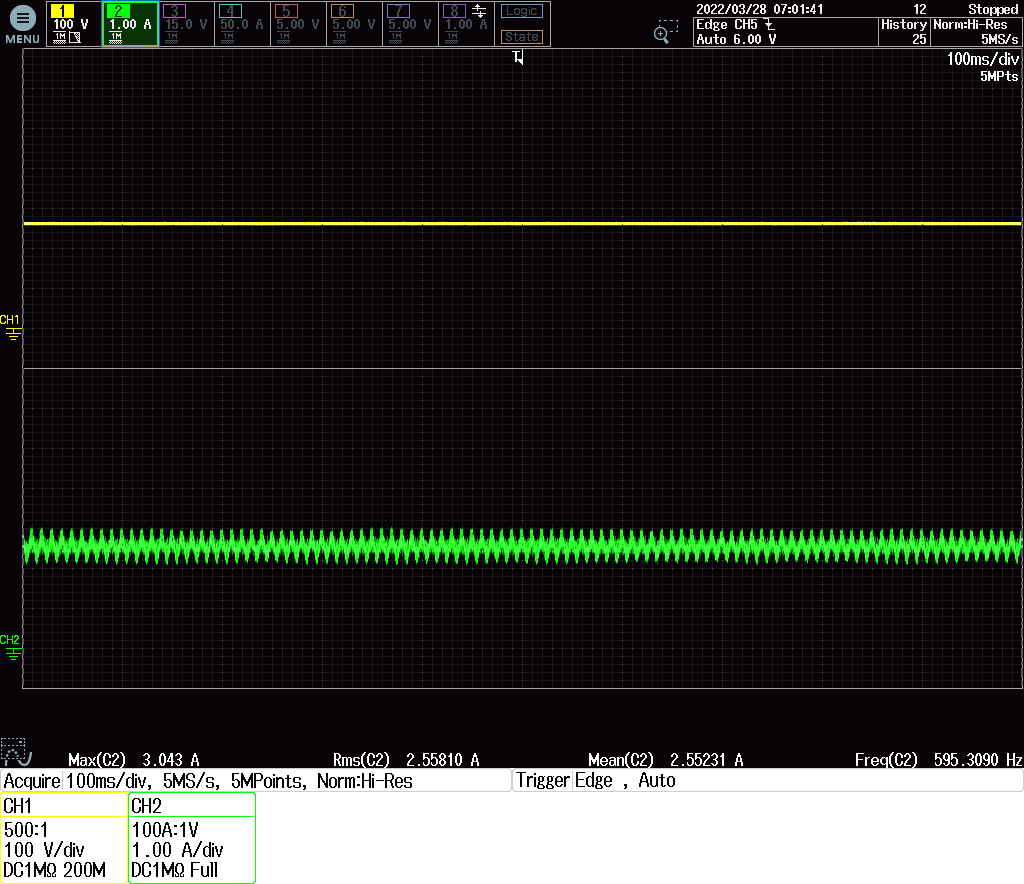 MENU
1 100 V 1M
2 1.00 A 1M
3 15.0 V 1M
4 50.0 A 1M
5 5.00 V 1M
6 5.00 V 1M
7 5.00 V 1M
8 1.00 A 1M
Logic
State
2022/03/28 07:01:41 12 Stopped
Edge CH5 History Norm:Hi-Res
Auto 6.00 V 25 5MS/s
T
100ms/div
5MPts
CH1
CH2
Max(C2) 3.043 A Rms(C2) 2.55810 A Mean(C2) 2.55231 A Freq(C2) 595.3090 Hz
Acquire 100ms/div, 5MS/s, 5MPoints, Norm:Hi-Res Trigger Edge , Auto
CH1
500:1
100 V/div
DC1MΩ 200M
CH2
100A:1V
1.00 A/div
DC1MΩ Full